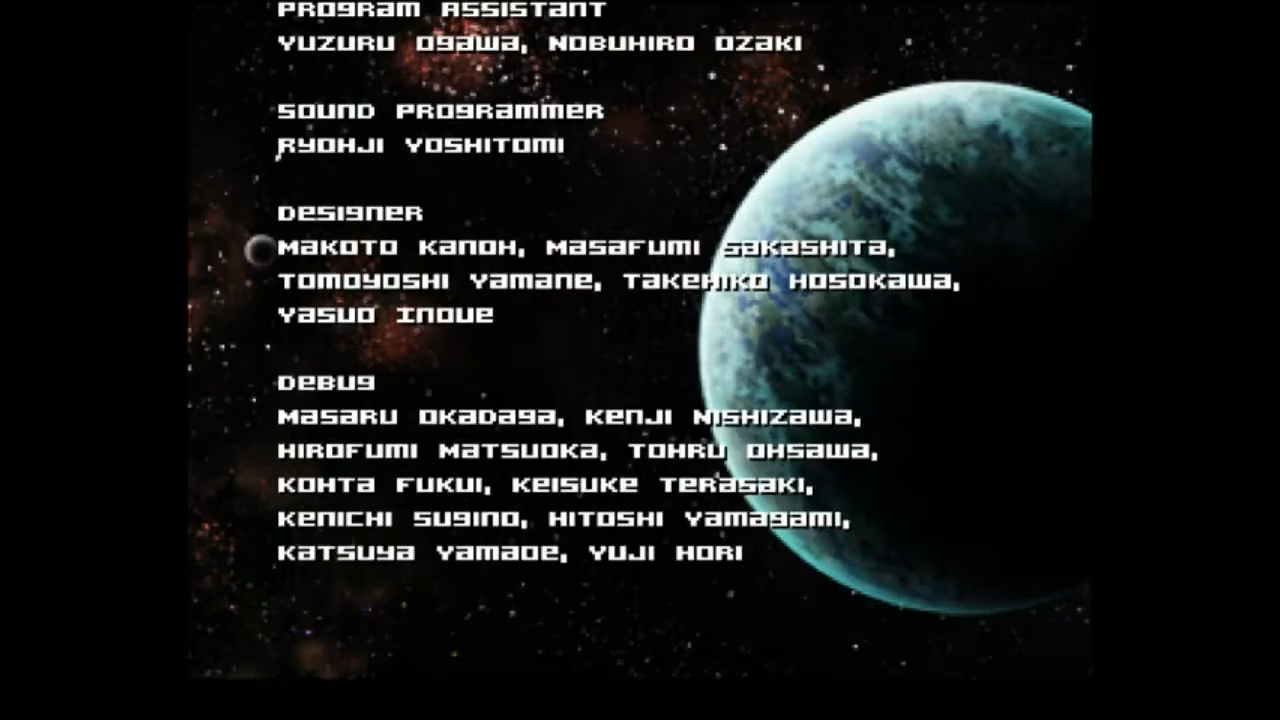 PROGRAM ASSISTANT
YUZURU OGAWA, NOBUHIRO OZAKI
SOUND PROGRAMMER
RYOHJI YOSHITOMI
DESIGNER
MAKOTO KANOH, MASAFUMI SAKASHITA,
TOMOYOSHI YAMANE, TAKEHIKO HOSOKAWA,
YASUO INOUE
DEBUG
MASARU OKADAGA, KENJI NISHIZAWA,
HIROFUMI MATSUOKA, TOHRU OHSAWA,
KOHTA FUKUI, KEISUKE TERASAKI,
KENICHI SUGINO, HITOSHI YAMAGAMI,
KATSUYA YAMAOE, YUJI HORI